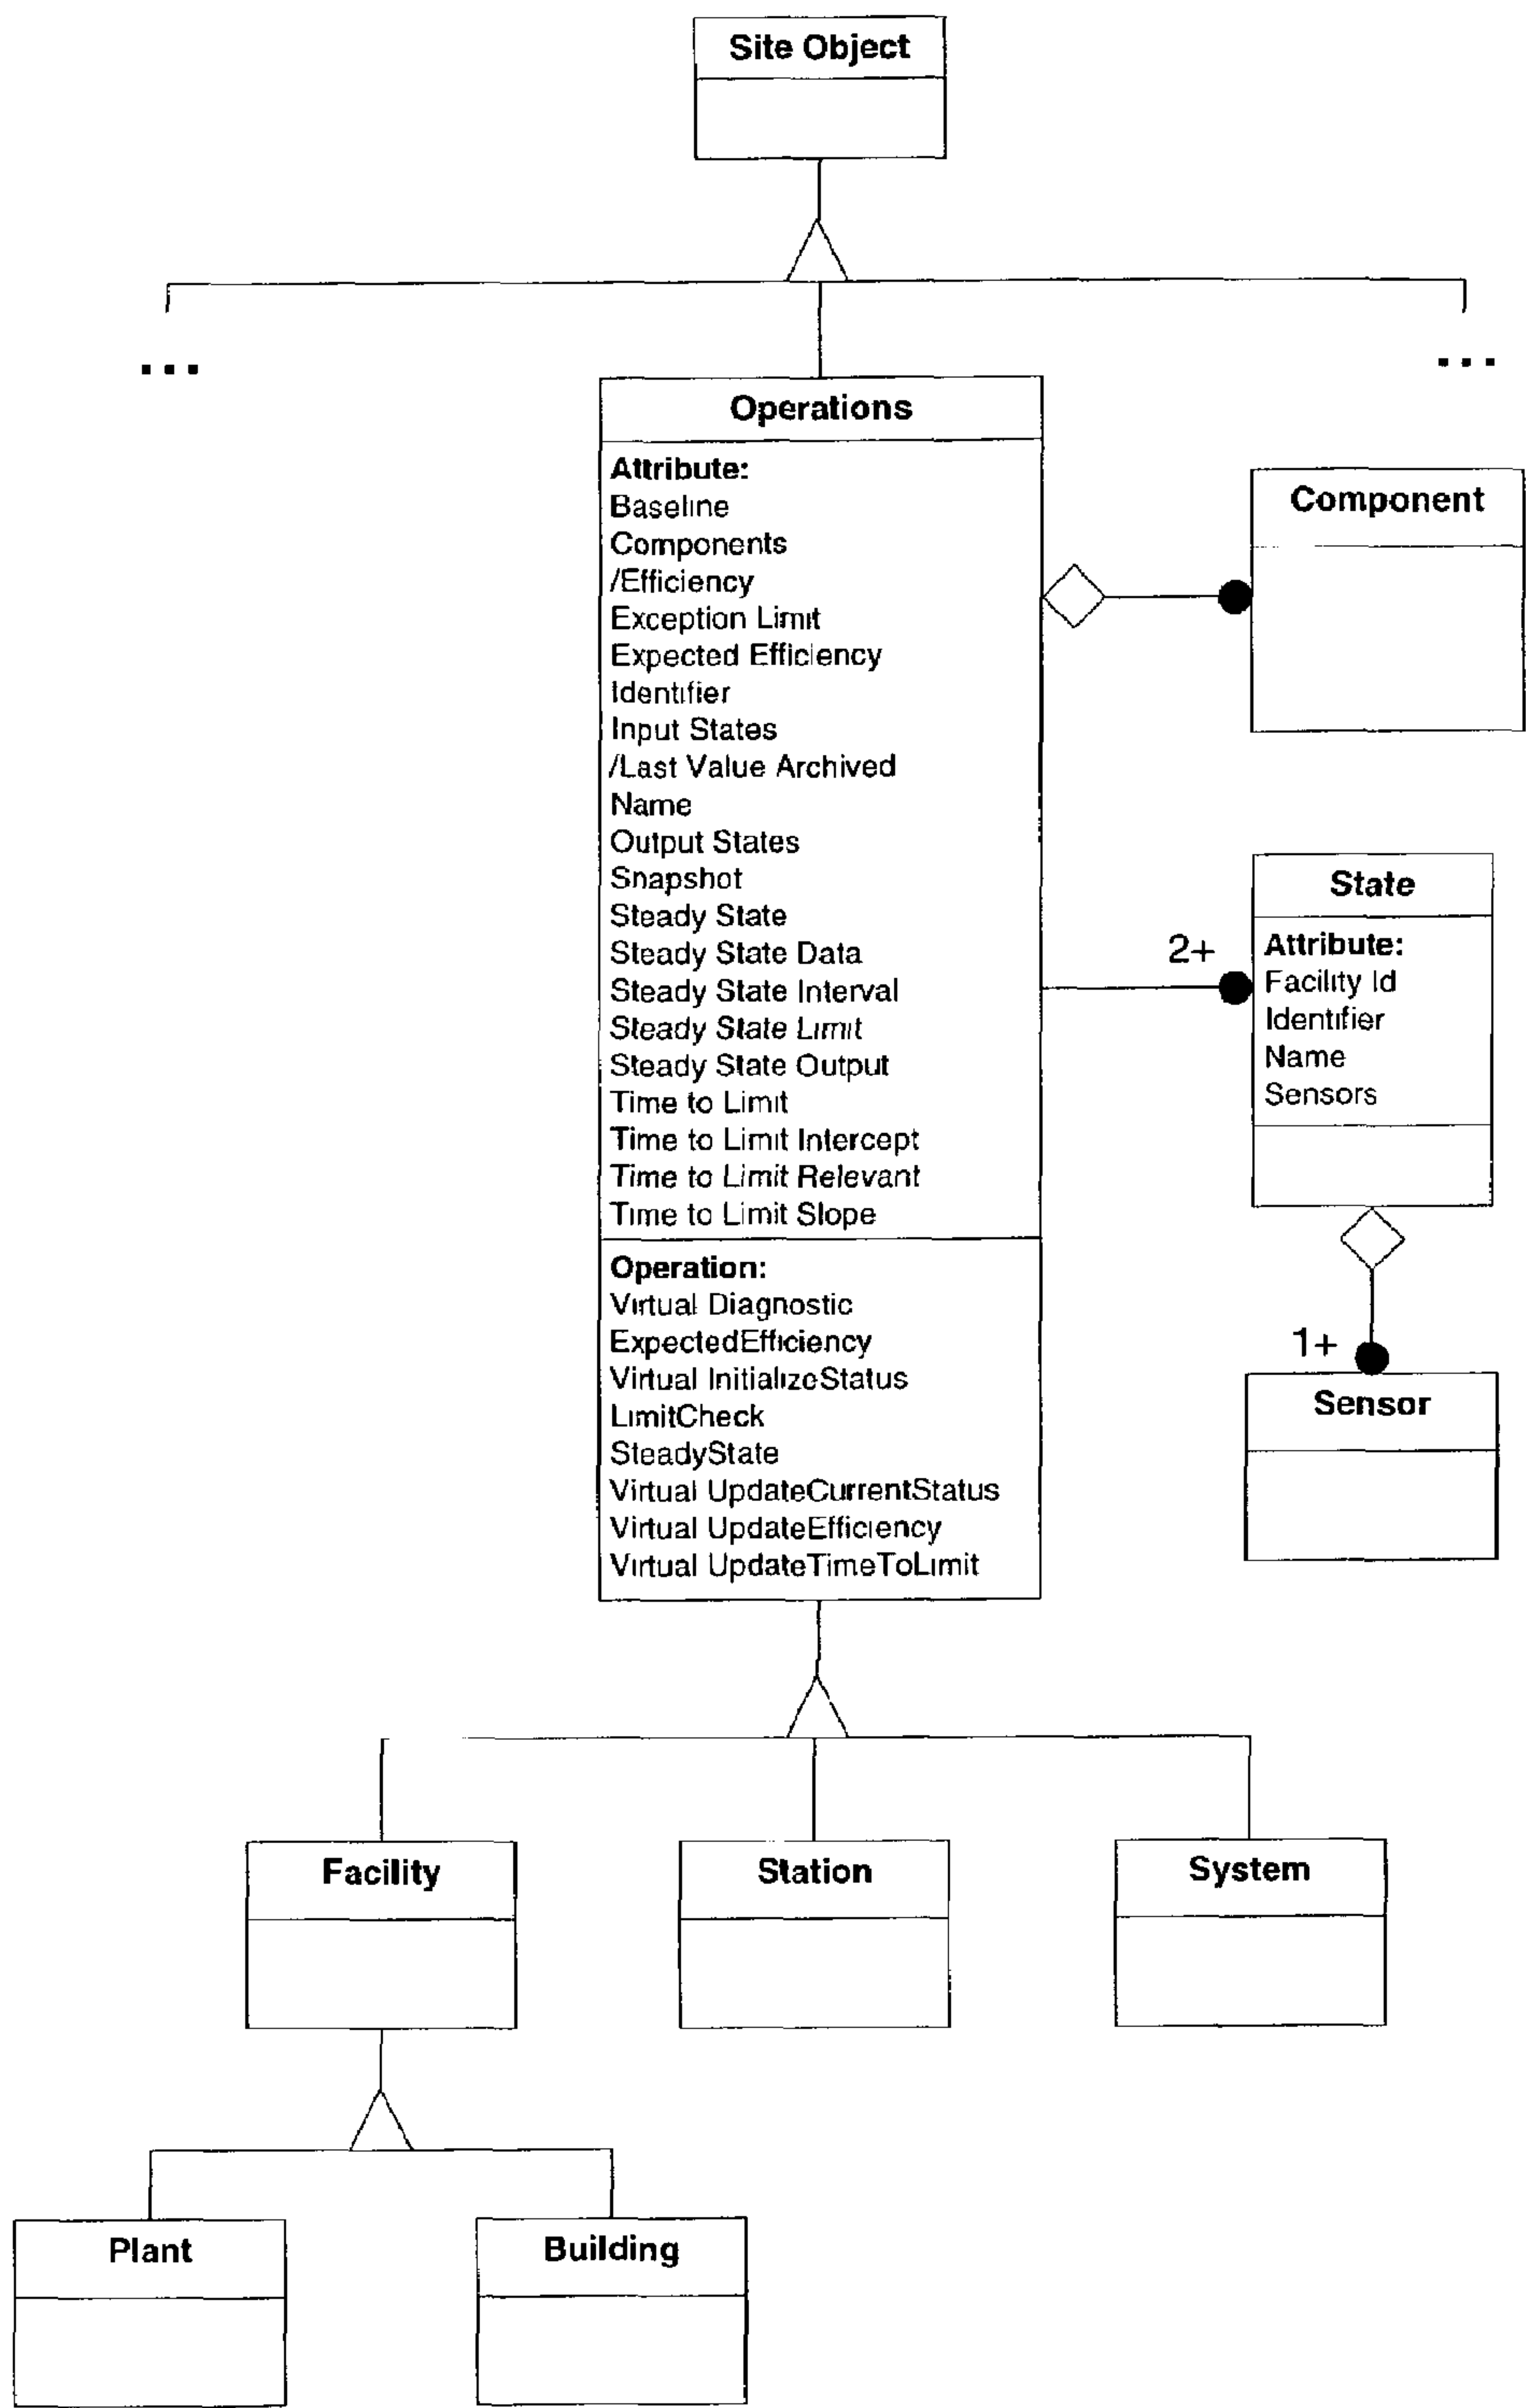 Site Object
...
...
Operations
Attribute:
Baseline
Components
/Efficiency
Exception Limit
Expected Efficiency
Identifier
Input States
/Last Value Archived
Name
Output States
Snapshot
Steady State
Steady State Data
Steady State Interval
Steady State Limit
Steady State Output
Time to Limit
Time to Limit Intercept
Time to Limit Relevant
Time to Limit Slope
Operation:
Virtual Diagnostic
ExpectedEfficiency
Virtual InitializeStatus
LimitCheck
SteadyState
Virtual UpdateCurrentStatus
Virtual UpdateEfficiency
Virtual UpdateTimeToLimit
Component
2+
State
Attribute:
Facility Id
Identifier
Name
Sensors
1+
Sensor
Facility
Station
System
Plant
Building